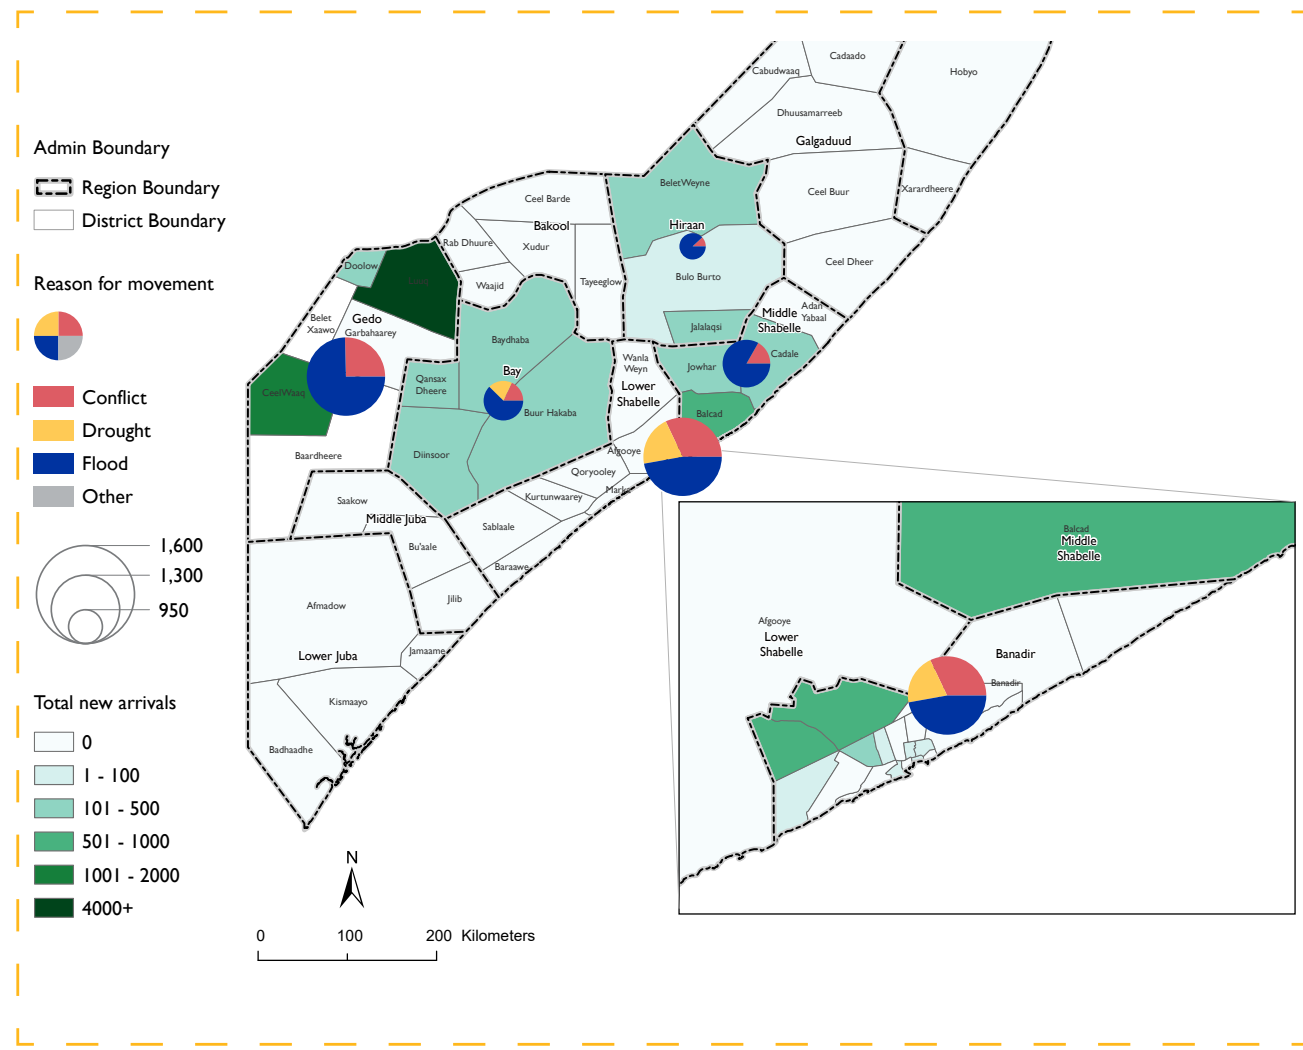 Admin Boundary
Region Boundary
District Boundary
Reason for movement
Conflict
Drought
Flood
Other
1,600
1,300
950
Total new arrivals
0
1 - 100
101 - 500
501 - 1000
1001 - 2000
4000+
Cabudwaaq
Cadaado
Hobyo
Dhuusamarreeb
Galgaduud
BeletWeyne
Ceel Buur
Xarardheere
Ceel Barde
Bakool
Hiraan
Rab Dhuure
Xudur
Ceel Dheer
Doolow
Tayeeglow
Bulo Burto
Waajid
Belet
Xaawo
Gedo
Garbahaarey
Middle
Shabelle
Adan
Yabaal
Jalalaqsi
Baydhaba
Cadale
Wanla
Weyn
Jowhar
Bay
Qansax
Dheere
Lower
Shabelle
CeelWaaq
Buur Hakaba
Balcad
Diinsoor
Afgooye
Baardheere
Qoryooley
Marka
Kurtunwaarey
Saakow
Middle Juba
Sablaale
Bu'aale
Baraawe
Jilib
Afmadow
Jamaame
Lower Juba
Kismaayo
Badhaadhe
Balcad
Middle
Shabelle
Afgooye
Lower
Shabelle
Banadir
Banadir
N
0 100 200 Kilometers